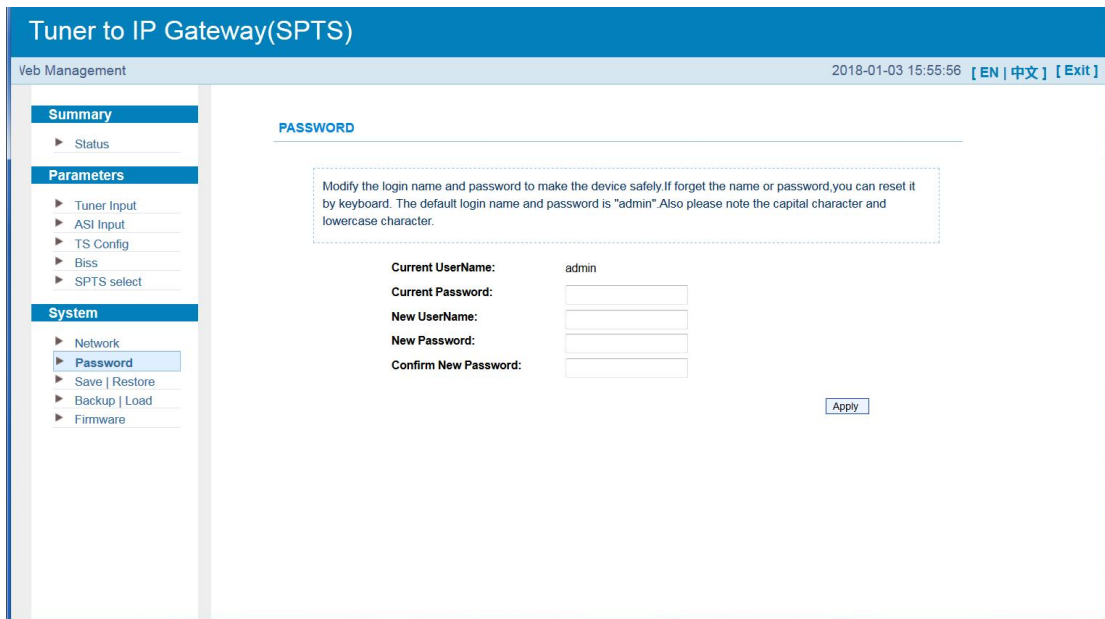 Tuner to IP Gateway(SPTS)
Web Management
2018-01-03 15:55:56 [ EN | 中文 ] [ Exit ]
Summary
Status
Parameters
Tuner Input
ASI Input
TS Config
Biss
SPTS select
System
Network
Password
Save | Restore
Backup | Load
Firmware
PASSWORD
Modify the login name and password to make the device safely.If forget the name or password,you can reset it
by keyboard. The default login name and password is "admin".Also please note the capital character and
lowercase character.
Current UserName: admin
Current Password:
New UserName:
New Password:
Confirm New Password:
Apply